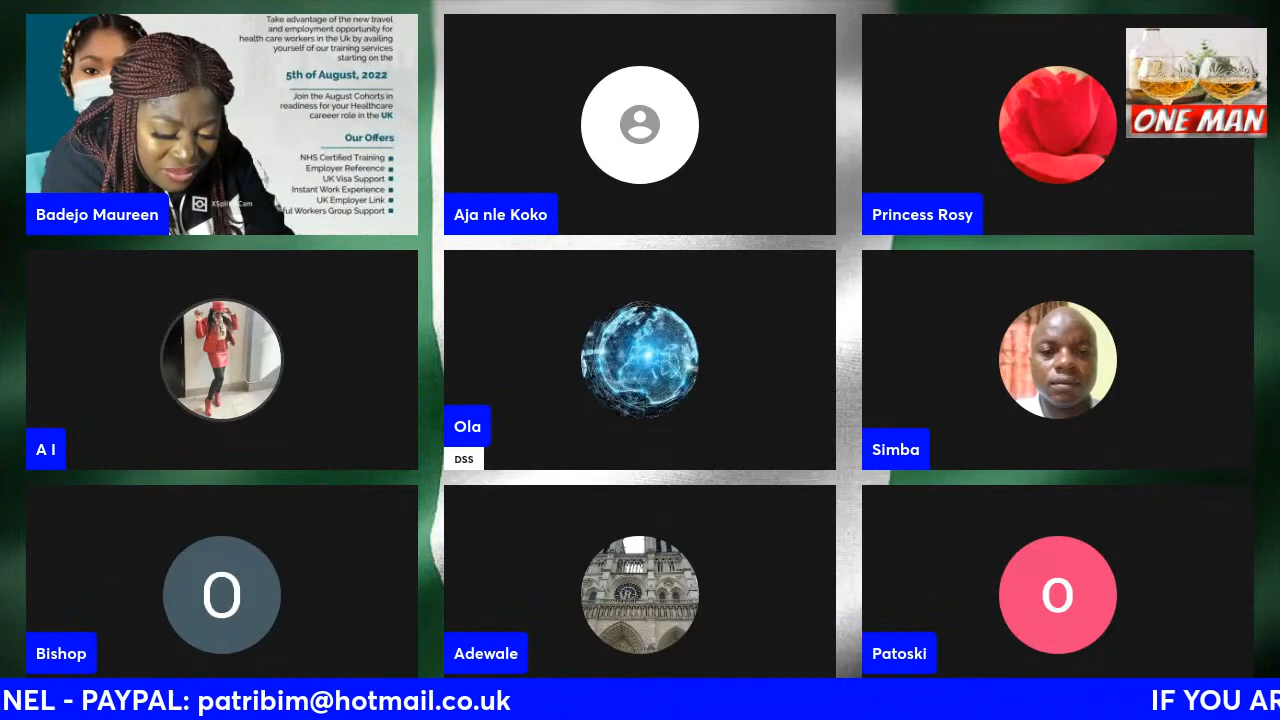 Take advantage of the new travel
and employment opportunity for
health care workers in the Uk by availing
yourself of our training services
starting on the
5th of August, 2022
Join the August Cohorts in
readiness for your Healthcare
careeer role in the UK
Our Offers
NHS Certified Training
Employer Reference
UK Visa Support
Instant Work Experience
UK Employer Link
ful Workers Group Support
Badejo Maureen
Aja nle Koko
ONE MAN
Princess Rosy
A I
Ola
DSS
Simba
O
Bishop
Adewale
O
Patoski
NEL - PAYPAL: patribim@hotmail.co.uk
IF YOU AR